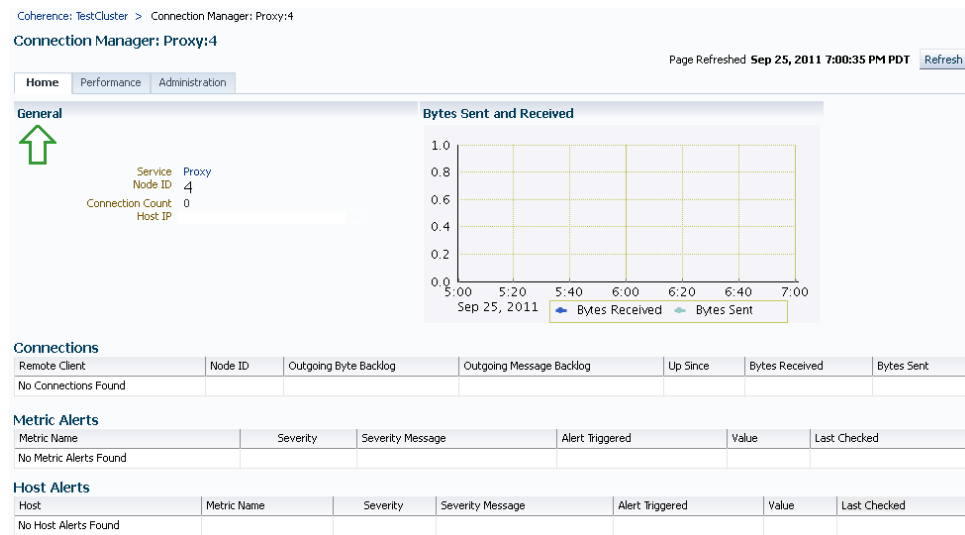 Coherence: TestCluster > Connection Manager: Proxy:4
Connection Manager: Proxy:4
Page Refreshed Sep 25, 2011 7:00:35 PM PDT Refresh
Home Performance Administration
General
Service Proxy
Node ID 4
Connection Count 0
Host IP
Bytes Sent and Received
1.0
0.8
0.6
0.4
0.2
0.0
5:00 5:20 5:40 6:00 6:20 6:40 7:00
Sep 25, 2011
Bytes Received Bytes Sent
Connections
Remote Client Node ID Outgoing Byte Backlog Outgoing Message Backlog Up Since Bytes Received Bytes Sent
No Connections Found
Metric Alerts
Metric Name Severity Severity Message Alert Triggered Value Last Checked
No Metric Alerts Found
Host Alerts
Host Metric Name Severity Severity Message Alert Triggered Value Last Checked
No Host Alerts Found